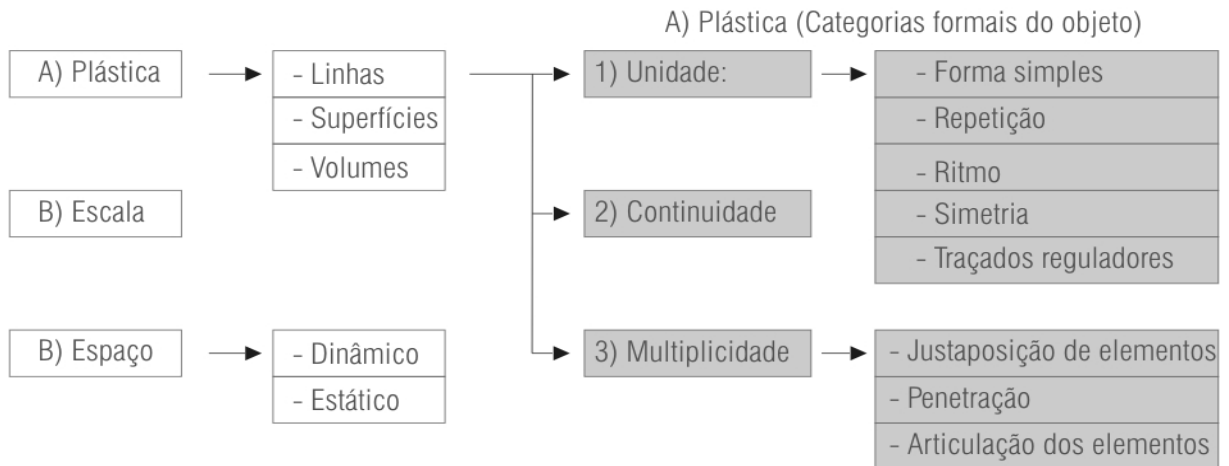 A) Plástica (Categorias formais do objeto)
A) Plástica
- Linhas
- Superfícies
- Volumes
1) Unidade:
- Forma simples
- Repetição
- Ritmo
- Simetria
- Traçados reguladores
B) Escala
2) Continuidade
B) Espaço
- Dinâmico
- Estático
3) Multiplicidade
- Justaposição de elementos
- Penetração
- Articulação dos elementos